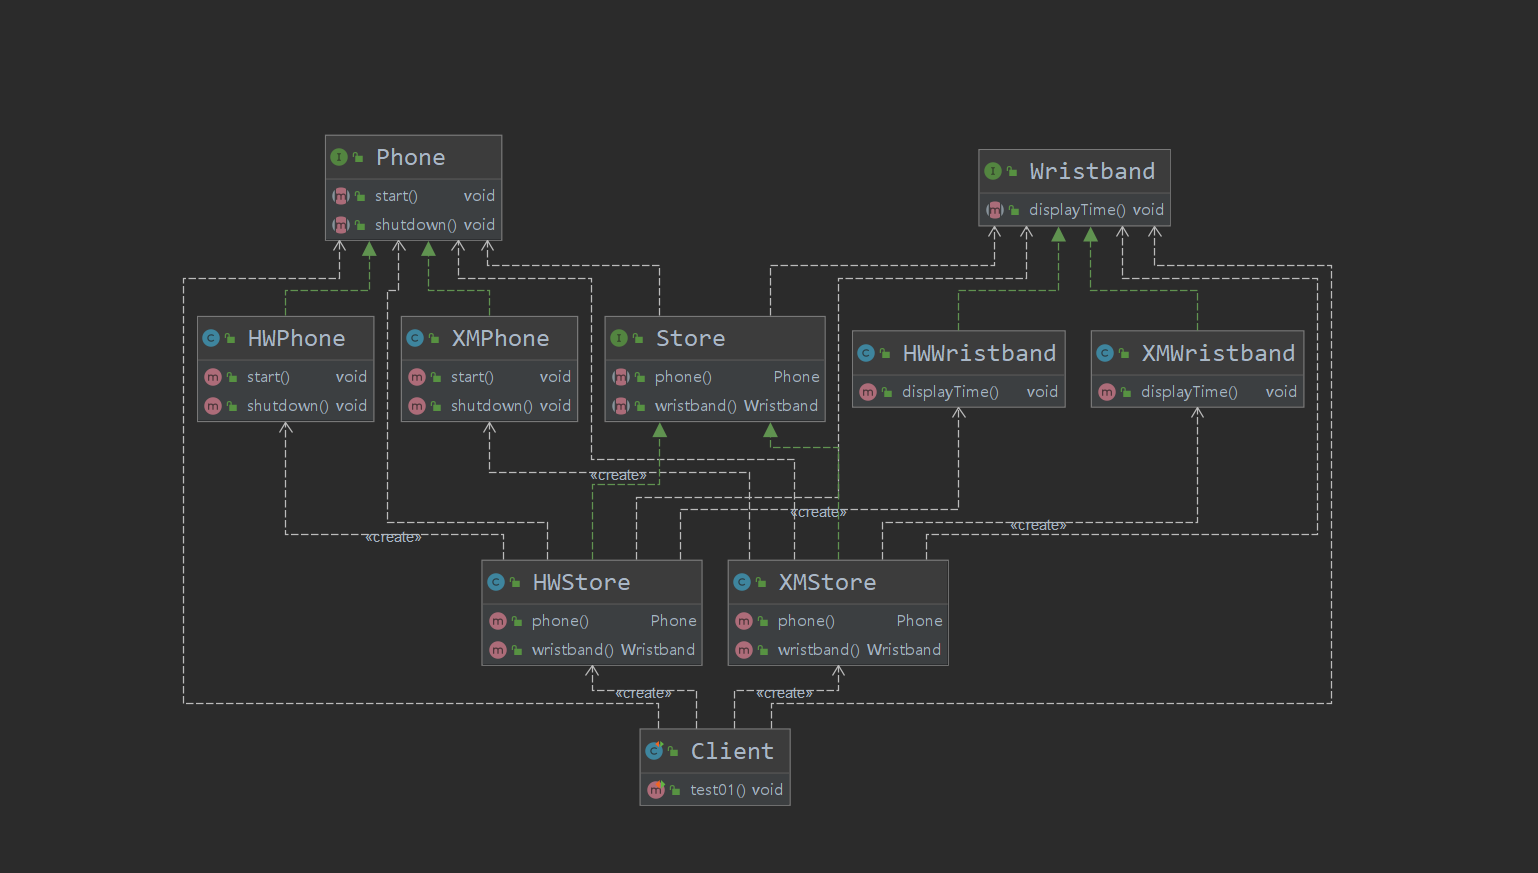 Phone
start() void
shutdown() void
Wristband
displayTime() void
HWPhone
start() void
shutdown() void
XMPhone
start() void
shutdown() void
Store
phone() Phone
wristband() Wristband
HWWristband
displayTime() void
XMWristband
displayTime() void
«create»
«create»
«create»
«create»
HWStore
phone() Phone
wristband() Wristband
XMStore
phone() Phone
wristband() Wristband
«create»
«create»
Client
test01() void